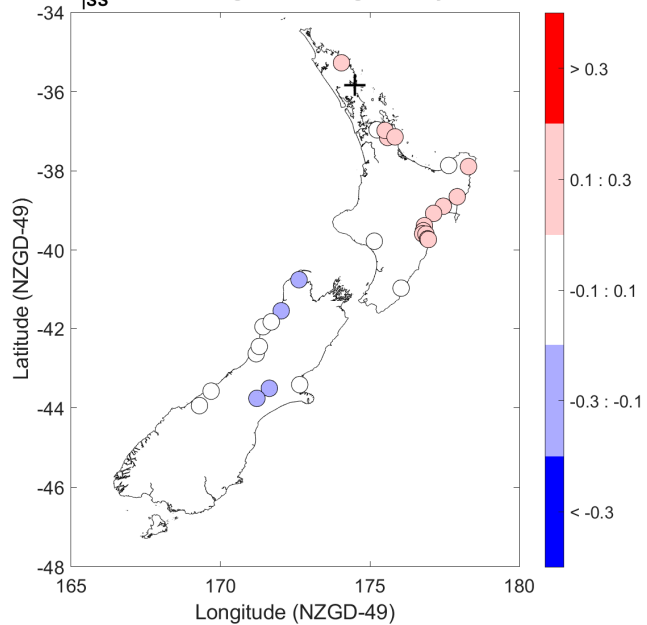 -34
-36
-38
-40
-42
-44
-46
-48
165
170
175
180
Longitude (NZGD-49)
Latitude (NZGD-49)
> 0.3
0.1 : 0.3
-0.1 : 0.1
-0.3 : -0.1
< -0.3